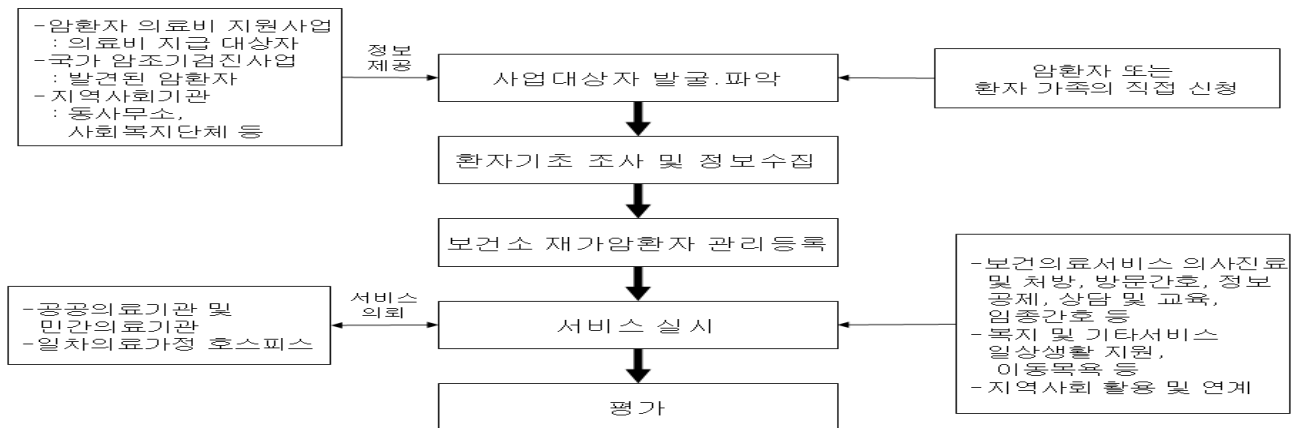 -암환자 의료비 지원사업
: 의료비 지급 대상자
-국가 암조기검진사업
: 발견된 암환자
-지역사회기관
: 동사무소,
사회복지단체 등
정보
제공
사업대상자 발굴.파악
암환자 또는
환자 가족의 직접 신청
환자기초 조사 및 정보수집
보건소 재가암환자 관리등록
-공공의료기관 및
민간의료기관
-일차의료가정 호스피스
서비스
의뢰
서비스 실시
-보건의료서비스 의사진료
및 처방, 방문간호, 정보
공제, 상담 및 교육,
임종간호 등
-복지 및 기타서비스
일상생활 지원,
이동목욕 등
-지역사회 활용 및 연계
평가